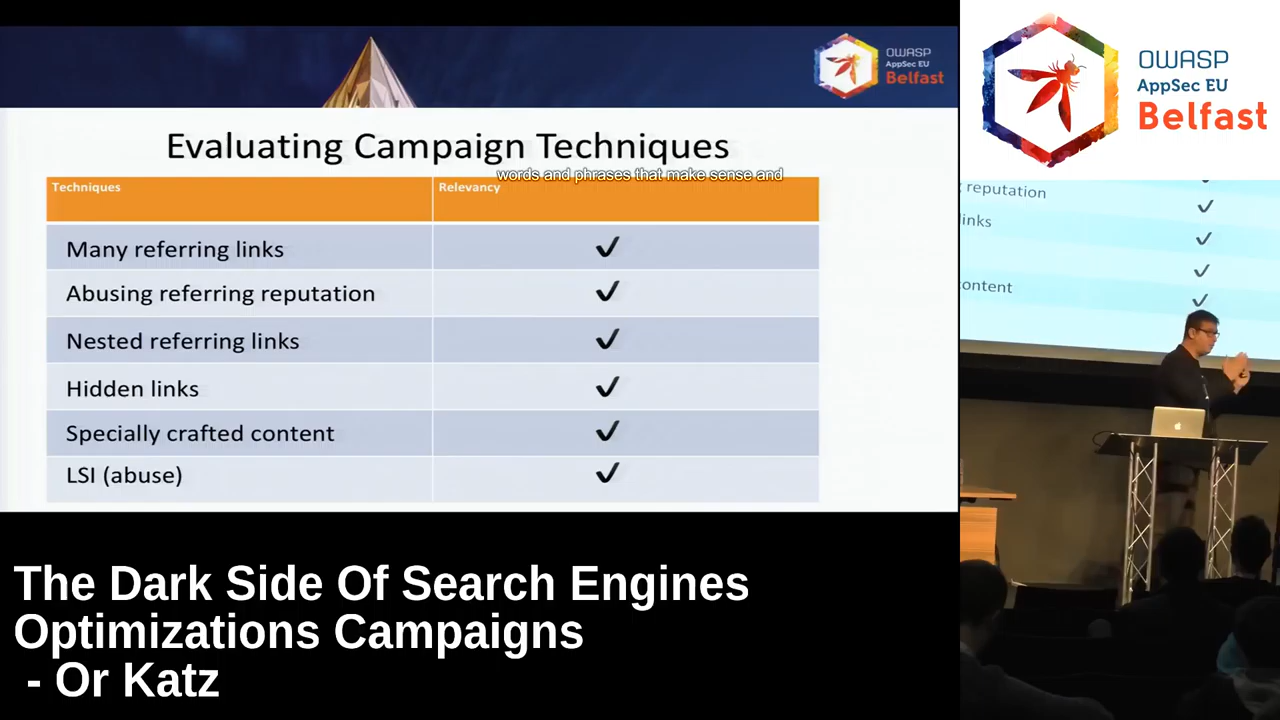 OWASP
AppSec EU
Belfast
Evaluating Campaign Techniques
words and phrases that make sense and
Techniques
Relevancy
Many referring links
Abusing referring reputation
Nested referring links
Hidden links
Specially crafted content
LSI (abuse)
OWASP
AppSec EU
Belfast
reputation
links
content
The Dark Side Of Search Engines
Optimizations Campaigns
- Or Katz